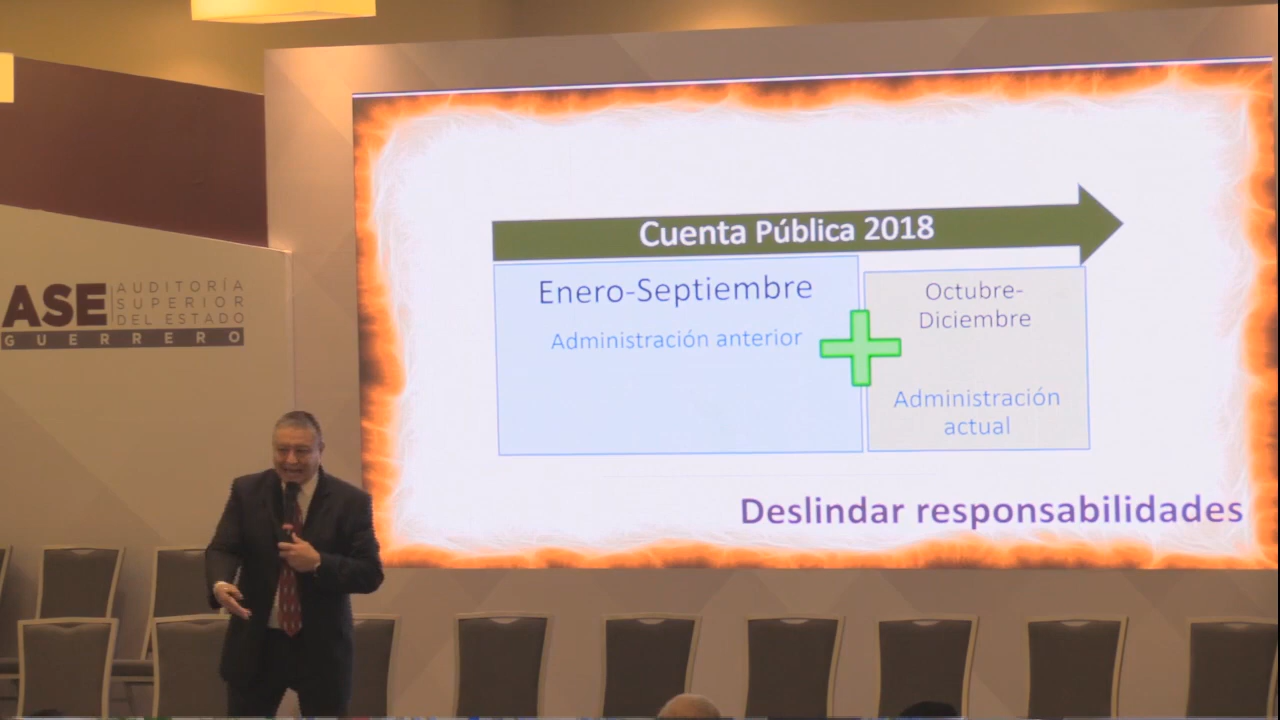 Cuenta Pública 2018
Enero-Septiembre
Administración anterior
Octubre-
Diciembre
Administración
actual
Deslindar responsabilidades
ASE
AUDITORÍA
SUPERIOR
DEL ESTADO
GUERRERO